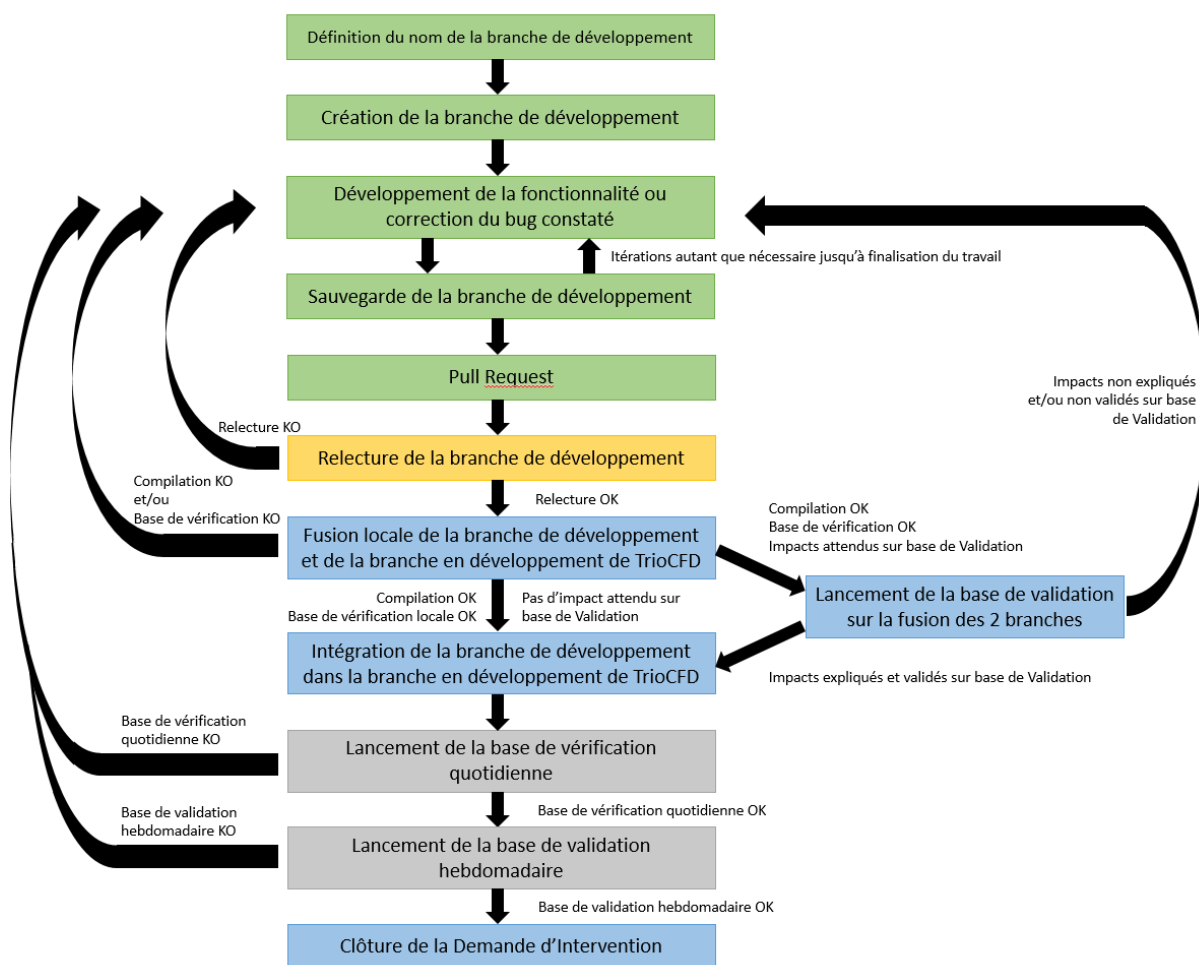 Définition du nom de la branche de développement
Création de la branche de développement
Développement de la fonctionnalité ou
correction du bug constaté
Itérations autant que nécessaire jusqu'à finalisation du travail
Sauvegarde de la branche de développement
Pull Request
Impacts non expliqués
et/ou non validés sur base
de Validation
Relecture KO
Relecture de la branche de développement
Compilation KO
et/ou
Base de vérification KO
Relecture OK
Compilation OK
Base de vérification OK
Impacts attendus sur base de Validation
Fusion locale de la branche de développement
et de la branche en développement de TrioCFD
Lancement de la base de validation
sur la fusion des 2 branches
Compilation OK
Base de vérification locale OK
Pas d'impact attendu sur
base de Validation
Intégration de la branche de développement
dans la branche en développement de TrioCFD
Impacts expliqués et validés sur base de Validation
Base de vérification
quotidienne KO
Lancement de la base de vérification
quotidienne
Base de vérification quotidienne OK
Base de validation
hebdomadaire KO
Lancement de la base de validation
hebdomadaire
Base de validation hebdomadaire OK
Clôture de la Demande d'Intervention